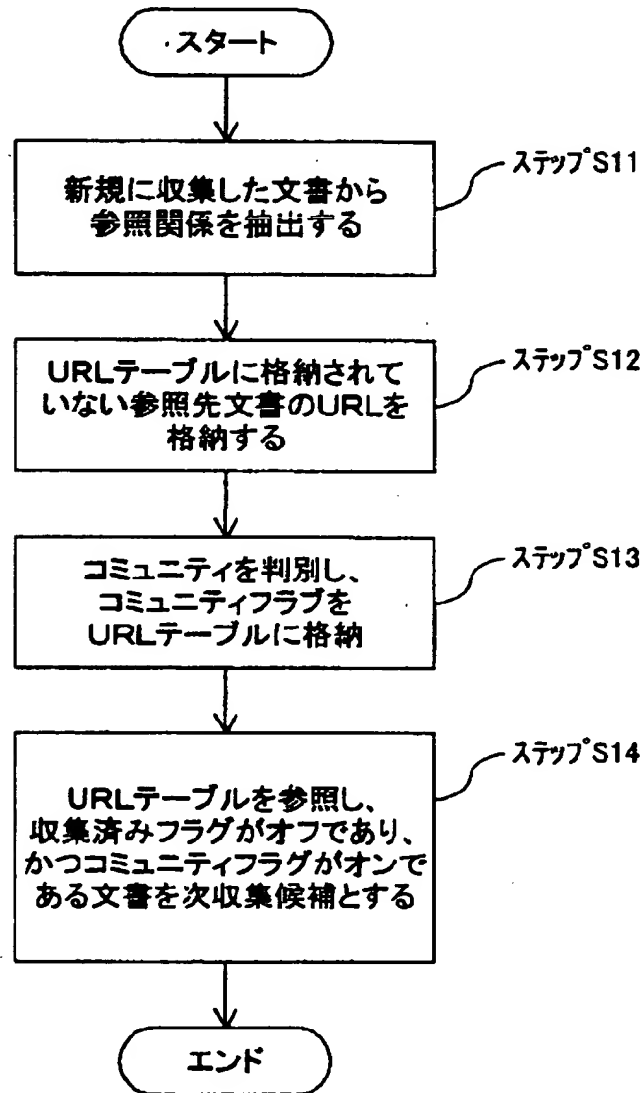 スタート
新規に収集した文書から
参照関係を抽出する
ステップS11
URLテーブルに格納されて
いない参照先文書のURLを
格納する
ステップS12
コミュニティを判別し、
コミュニティフラブを
URLテーブルに格納
ステップS13
URLテーブルを参照し、
収集済みフラグがオフであり、
かつコミュニティフラグがオンで
ある文書を次収集候補とする
ステップS14
エンド